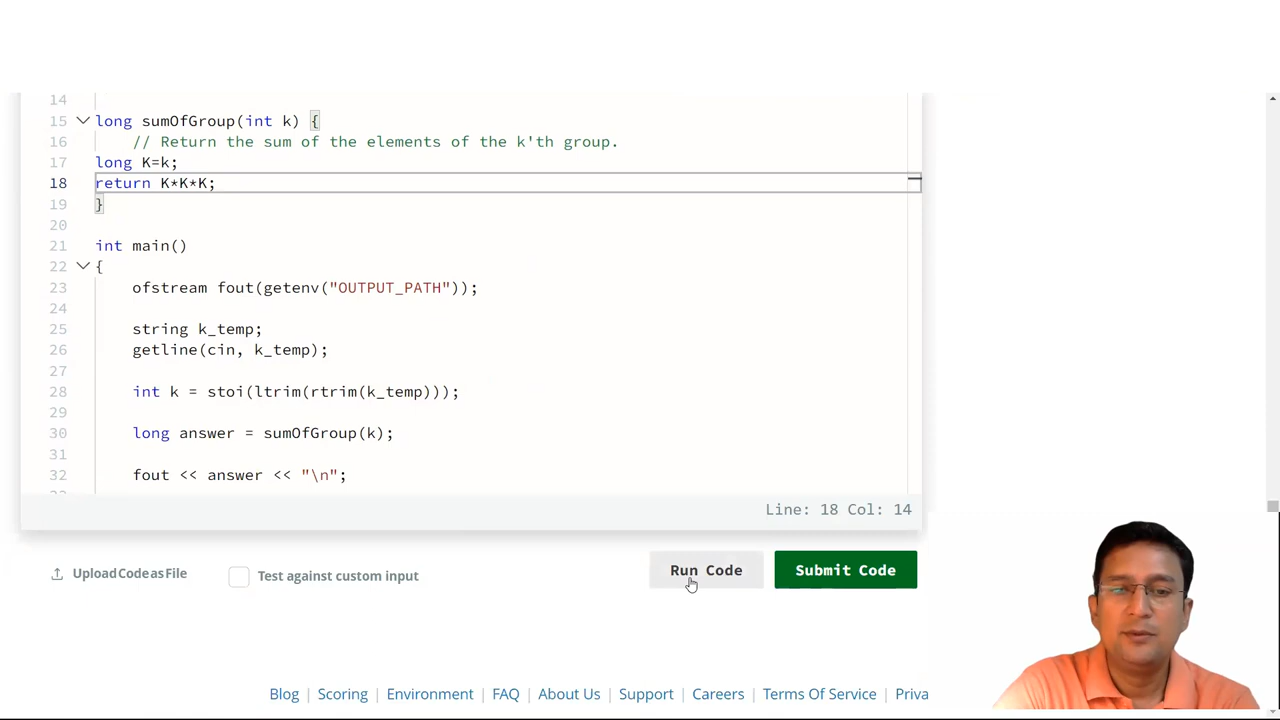 14
15 long sumOfGroup(int k) {
16 // Return the sum of the elements of the k'th group.
17 long K=k;
18 return K*K*K;
19 }
20
21 int main()
22 {
23 ofstream fout(getenv("OUTPUT_PATH"));
24
25 string k_temp;
26 getline(cin, k_temp);
27
28 int k = stoi(ltrim(rtrim(k_temp)));
29
30 long answer = sumOfGroup(k);
31
32 fout << answer << "\n";
Line: 18 Col: 14
Upload Code as File Test against custom input Run Code Submit Code
Blog | Scoring | Environment | FAQ | About Us | Support | Careers | Terms Of Service | Priva